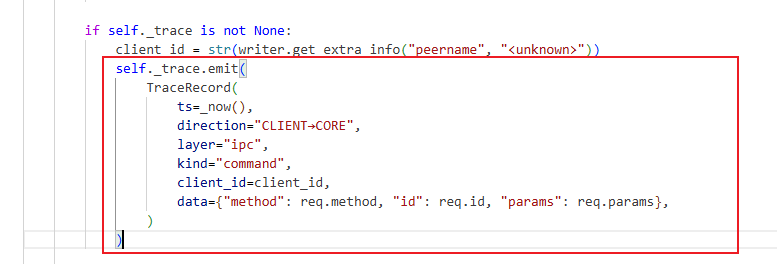 if self._trace is not None:
client_id = str(writer.get_extra_info("peername", "<unknown>"))
self._trace.emit(
TraceRecord(
ts=_now(),
direction="CLIENT→CORE",
layer="ipc",
kind="command",
client_id=client_id,
data={"method": req.method, "id": req.id, "params": req.params},
)
)